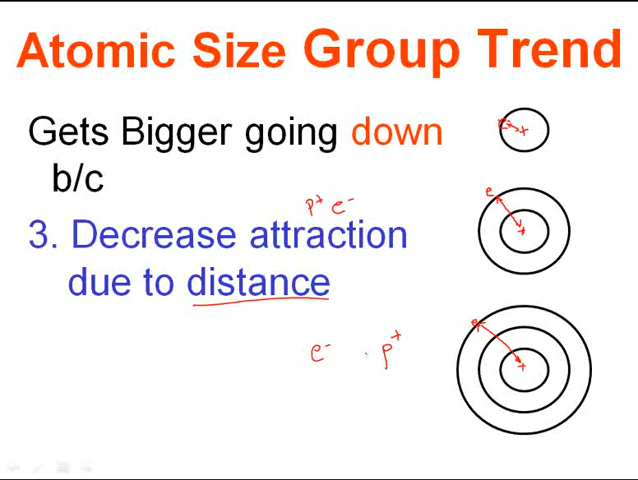 Atomic Size Group Trend
Gets Bigger going down
b/c
p+ e-
3. Decrease attraction
due to distance
e- p+
e- +
e +
e- +